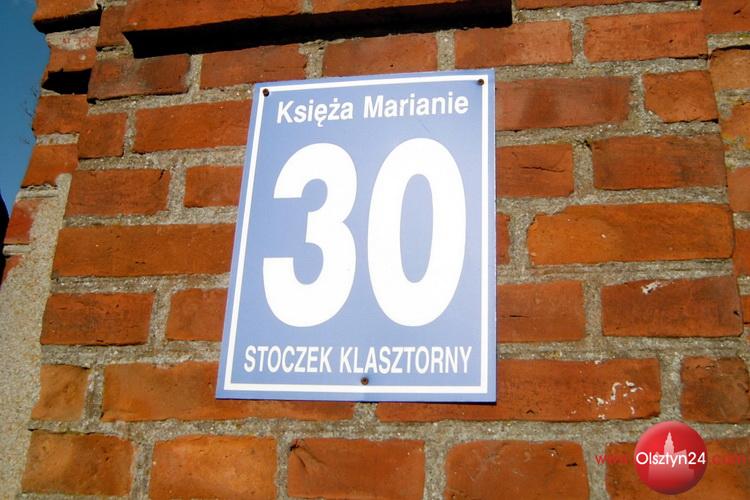 Księża Marianie
30
STOCZEK KLASZTORNY
www.Olsztyn24.com